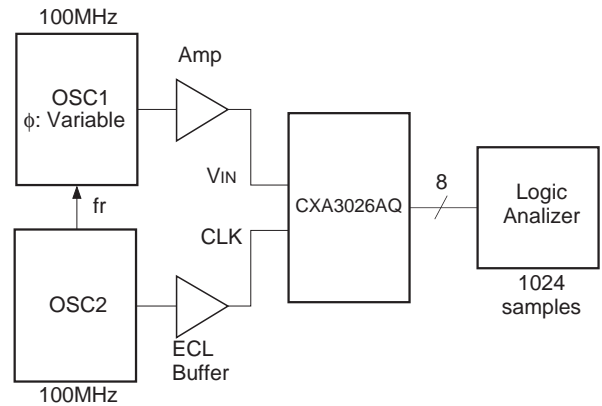 100MHz
OSC1
ϕ: Variable
Amp
fr
OSC2
100MHz
VIN
CLK
ECL
Buffer
CXA3026AQ
8
Logic
Analizer
1024
samples